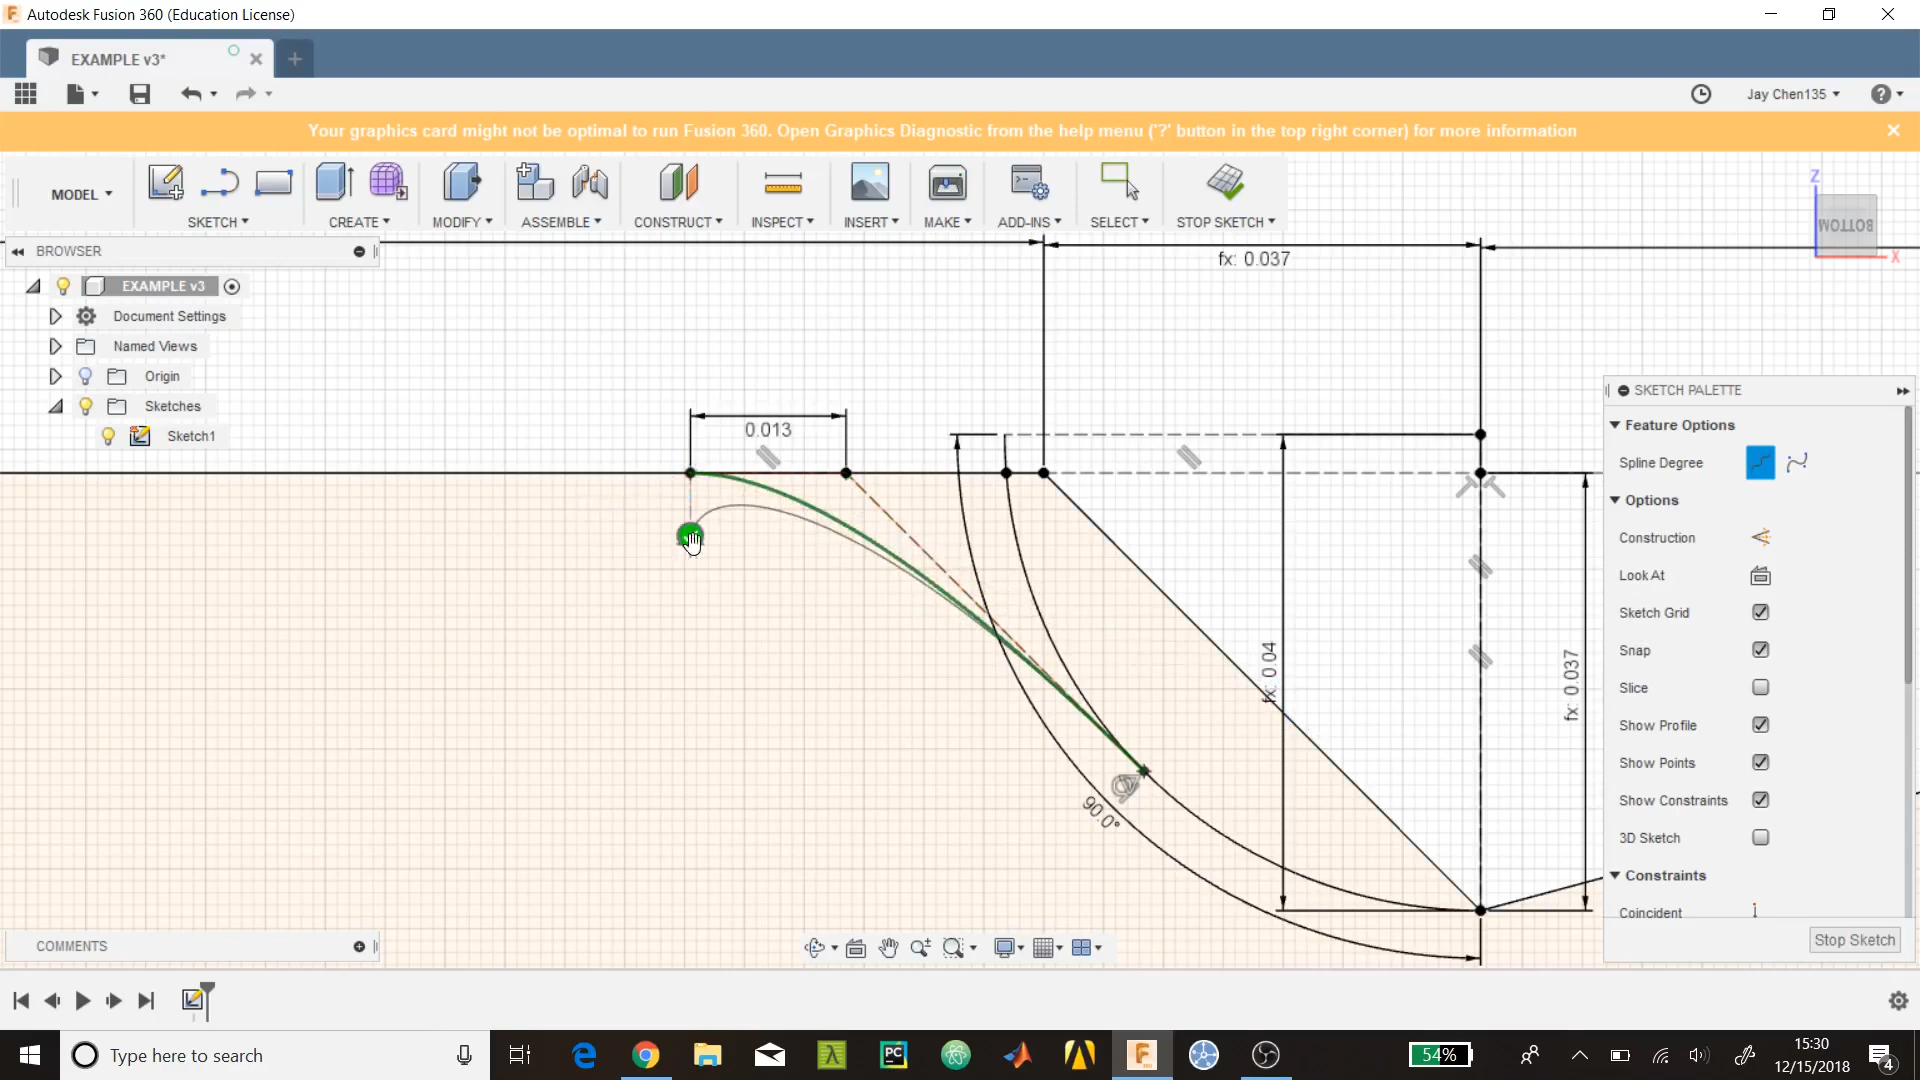 Autodesk Fusion 360 (Education License)
EXAMPLE v3*
Jay Chen135
Your graphics card might not be optimal to run Fusion 360. Open Graphics Diagnostic from the help menu ('?' button in the top right corner) for more information
MODEL
SKETCH
CREATE
MODIFY
ASSEMBLE
CONSTRUCT
INSPECT
INSERT
MAKE
ADD-INS
SELECT
STOP SKETCH
Z
BOTTOM
X
BROWSER
EXAMPLE v3
Document Settings
Named Views
Origin
Sketches
Sketch1
fx: 0.037
0.013
fx: 0.04
fx: 0.037
90.0°
SKETCH PALETTE
Feature Options
Spline Degree
Options
Construction
Look At
Sketch Grid
Snap
Slice
Show Profile
Show Points
Show Constraints
3D Sketch
Constraints
Coincident
Stop Sketch
COMMENTS
Type here to search
PC
54%
15:30
12/15/2018
4